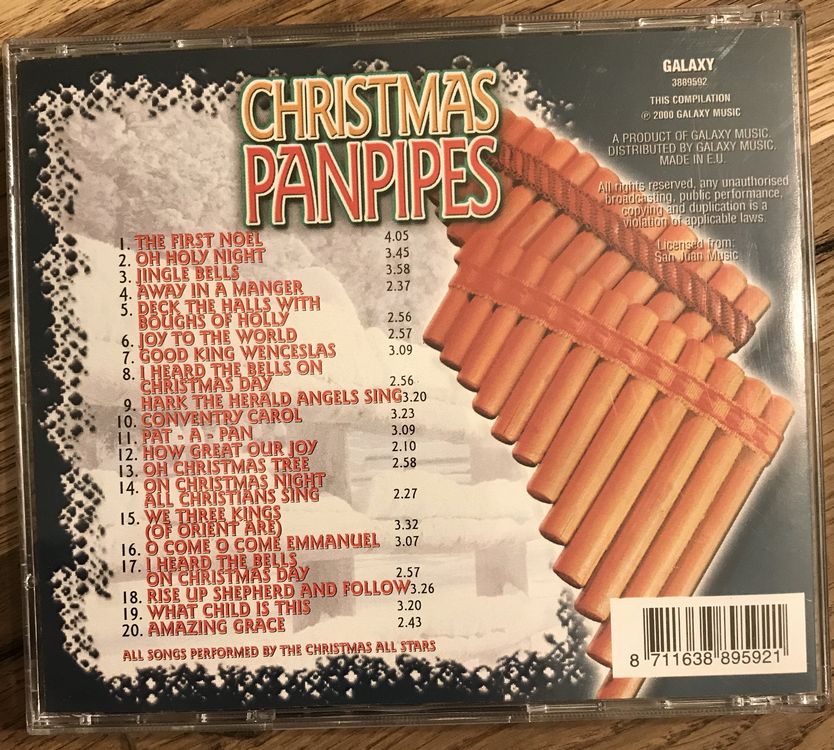 CHRISTMAS
PANPIPES
1. THE FIRST NOEL 4.05
2. OH HOLY NIGHT 3.45
3. JINGLE BELLS 3.58
4. AWAY IN A MANGER 2.37
5. DECK THE HALLS WITH
BOUGHS OF HOLLY 2.56
6. JOY TO THE WORLD 2.57
7. GOOD KING WENCESLAS 3.09
8. I HEARD THE BELLS ON
CHRISTMAS DAY 2.56
9. HARK THE HERALD ANGELS SING 3.20
10. CONVENTRY CAROL 3.23
11. PAT - A - PAN 3.09
12. HOW GREAT OUR JOY 2.10
13. OH CHRISTMAS TREE 2.58
14. ON CHRISTMAS NIGHT
ALL CHRISTIANS SING 2.27
15. WE THREE KINGS
(OF ORIENT ARE) 3.32
16. O COME O COME EMMANUEL 3.07
17. I HEARD THE BELLS
ON CHRISTMAS DAY 2.57
18. RISE UP SHEPHERD AND FOLLOW 3.26
19. WHAT CHILD IS THIS 3.20
20. AMAZING GRACE 2.43
ALL SONGS PERFORMED BY THE CHRISTMAS ALL STARS
GALAXY
3889592
THIS COMPILATION
℗ 2000 GALAXY MUSIC
A PRODUCT OF GALAXY MUSIC.
DISTRIBUTED BY GALAXY MUSIC.
MADE IN E.U.
All rights reserved, any unauthorised
broadcasting, public performance,
copying and duplication is a
violation of applicable laws.
Licensed from:
San Juan Music
8 711638 895921